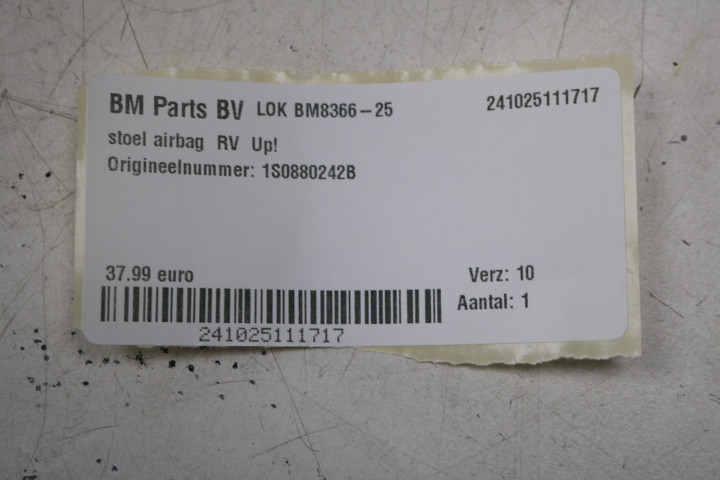 BM Parts BV LOK BM8366-25 241025111717
stoel airbag RV Up!
Origineelnummer: 1S0880242B
37.99 euro Verz: 10
Aantal: 1
241025111717